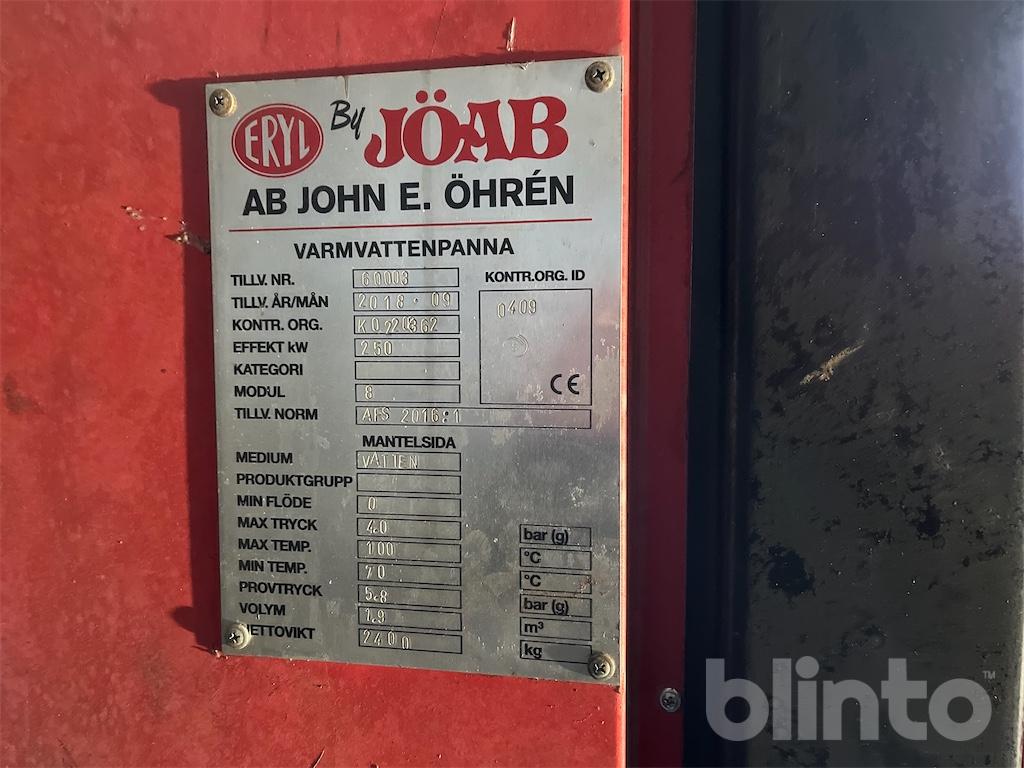 ERYL By JÖAB
AB JOHN E. ÖHRÉN
VARMVATTENPANNA
TILLV. NR. 60003 KONTR.ORG. ID
TILLV. ÅR/MÅN 2018 · 09 0409
KONTR. ORG.
EFFEKT kW 250
KATEGORI
MODUL 8 CE
TILLV. NORM AFS 2016:1
MANTELSIDA
MEDIUM VATTEN
PRODUKTGRUPP
MIN FLÖDE 0
MAX TRYCK 4.0 bar (g)
MAX TEMP. 100 °C
MIN TEMP. °C
PROVTRYCK 5.8 bar (g)
VOLYM 1.9 m³
NETTOVIKT 2400 kg
blinto™